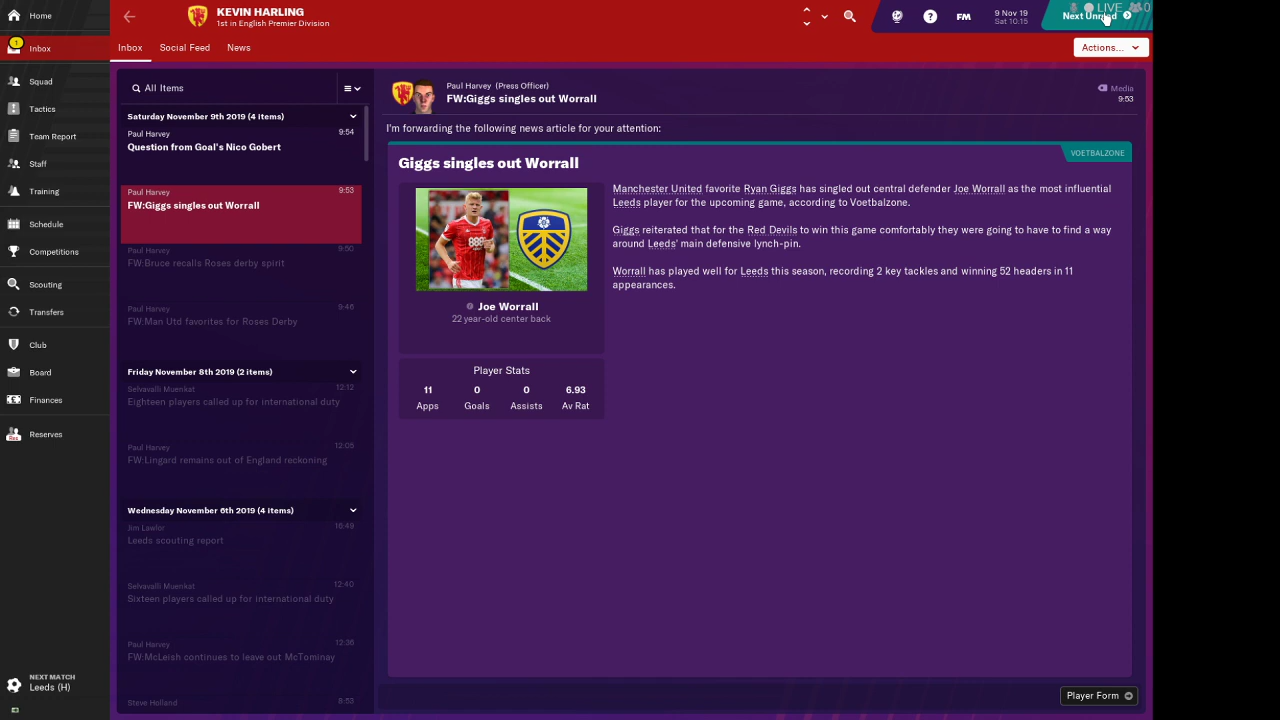 Home
Inbox
1
Squad
Tactics
Team Report
Staff
Training
Schedule
Competitions
Scouting
Transfers
Club
Board
Finances
Res
Reserves
NEXT MATCH
Leeds (H)
KEVIN HARLING
1st in English Premier Division
?
FM
9 Nov 19
Sat 10:15
LIVE 0
Inbox Social Feed News
Actions...
All Items
Saturday November 9th 2019 (4 items)
Paul Harvey 9:54
Question from Goal's Nico Gobert
Paul Harvey 9:53
FW:Giggs singles out Worrall
Paul Harvey 9:50
FW:Bruce recalls Roses derby spirit
Paul Harvey 9:46
FW:Man Utd favorites for Roses Derby
Friday November 8th 2019 (2 items)
Selvavalli Muenkat 12:12
Eighteen players called up for international duty
Paul Harvey 12:05
FW:Lingard remains out of England reckoning
Wednesday November 6th 2019 (4 items)
Jim Lawlor 16:49
Leeds scouting report
Selvavalli Muenkat 12:40
Sixteen players called up for international duty
Paul Harvey 12:36
FW:McLeish continues to leave out McTominay
Steve Holland 8:53
Paul Harvey (Press Officer)
FW:Giggs singles out Worrall
Media
9:53
I'm forwarding the following news article for your attention:
VOETBALZONE
Giggs singles out Worrall
Joe Worrall
22 year-old center back
Player Stats
11 0 0 6.93
Apps Goals Assists Av Rat
Manchester United favorite Ryan Giggs has singled out central defender Joe Worrall as the most influential
Leeds player for the upcoming game, according to Voetbalzone.
Giggs reiterated that for the Red Devils to win this game comfortably they were going to have to find a way
around Leeds' main defensive lynch-pin.
Worrall has played well for Leeds this season, recording 2 key tackles and winning 52 headers in 11
appearances.
Player Form